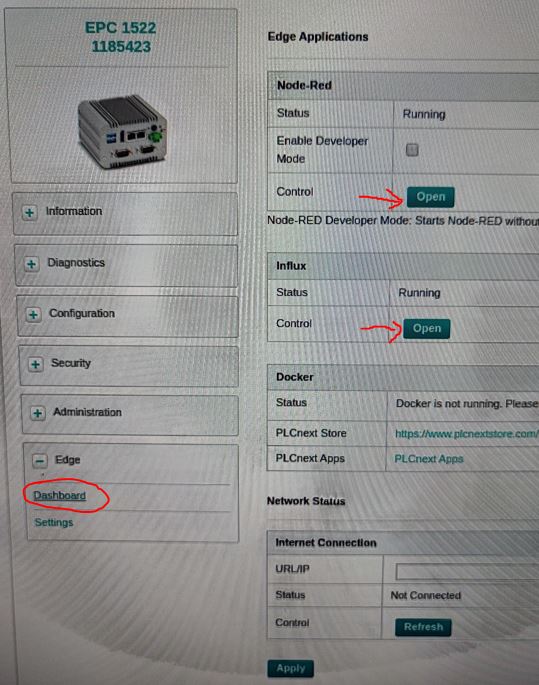 EPC 1522
1185423
Information
Diagnostics
Configuration
Security
Administration
Edge
Dashboard
Settings
Edge Applications
Node-Red
Status Running
Enable Developer
Mode
Control Open
Node-RED Developer Mode: Starts Node-RED without
Influx
Status Running
Control Open
Docker
Status Docker is not running. Please
PLCnext Store https://www.plcnextstore.com/
PLCnext Apps PLCnext Apps
Network Status
Internet Connection
URL/IP
Status Not Connected
Control Refresh
Apply